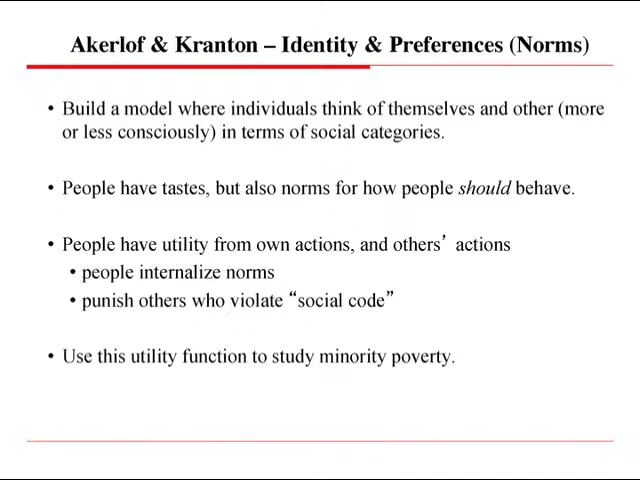 Akerlof & Kranton – Identity & Preferences (Norms)
• Build a model where individuals think of themselves and other (more
or less consciously) in terms of social categories.
• People have tastes, but also norms for how people should behave.
• People have utility from own actions, and others’ actions
• people internalize norms
• punish others who violate “social code”
• Use this utility function to study minority poverty.